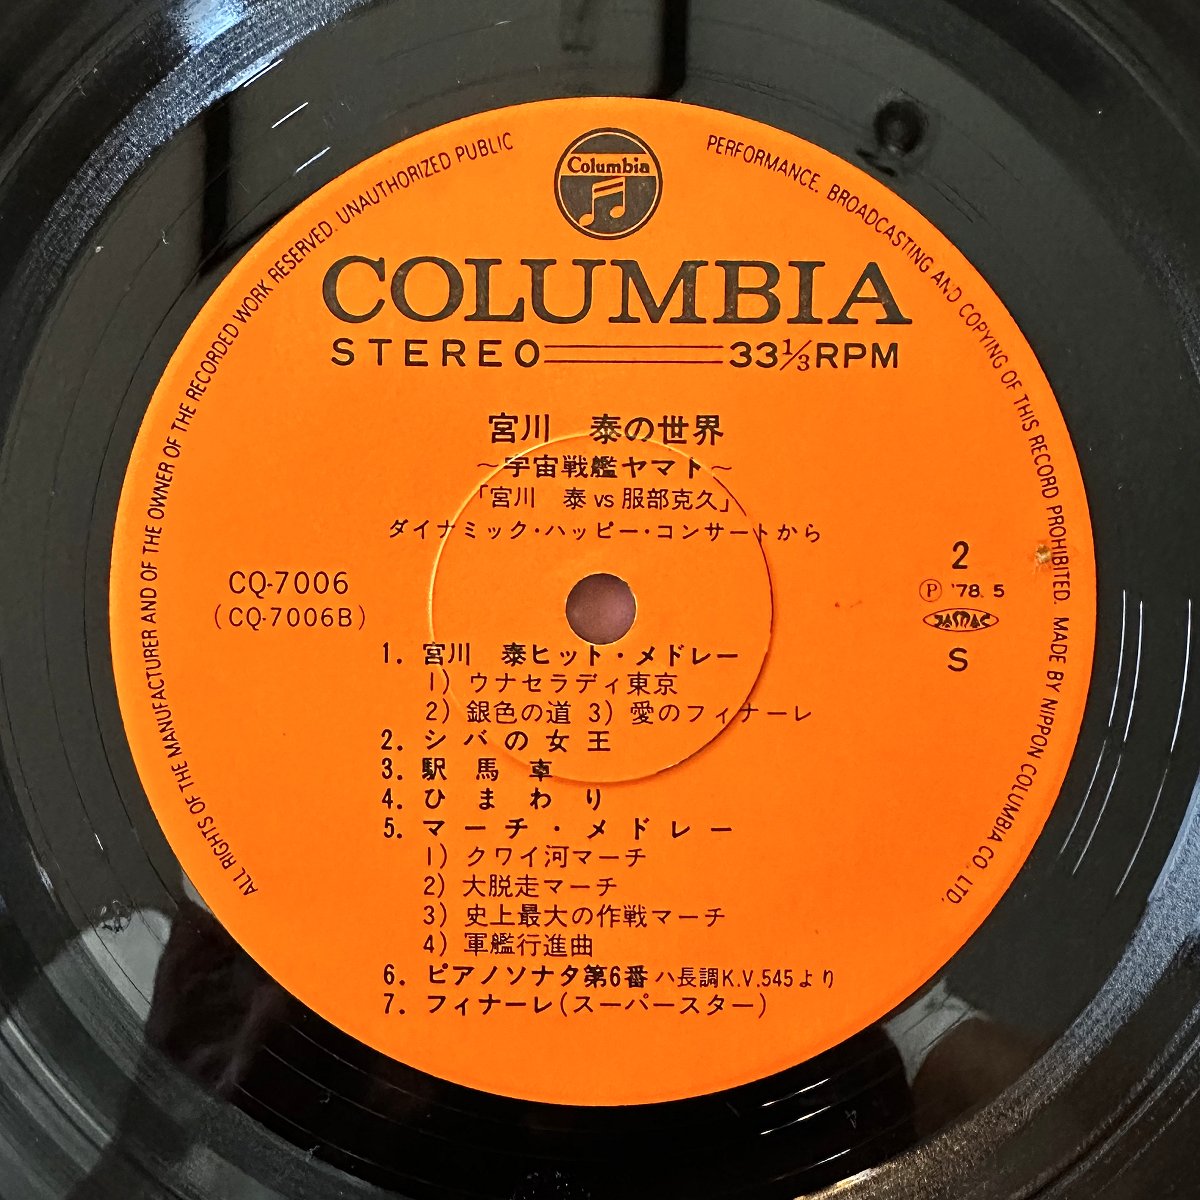 Columbia
COLUMBIA
STEREO 33⅓RPM
宮川 泰の世界
~宇宙戦艦ヤマト~
「宮川 泰 vs 服部克久」
ダイナミック・ハッピー・コンサートから
CQ-7006
(CQ-7006B)
2
Ⓟ '78. 5
JASRAC
S
1. 宮川 泰ヒット・メドレー
1) ウナセラディ東京
2) 銀色の道 3) 愛のフィナーレ
2. シバの女王
3. 駅馬車
4. ひまわり
5. マーチ・メドレー
1) クワイ河マーチ
2) 大脱走マーチ
3) 史上最大の作戦マーチ
4) 軍艦行進曲
6. ピアノソナタ第6番 ハ長調K.V.545より
7. フィナーレ(スーパースター)
ALL RIGHTS OF THE MANUFACTURER AND OF THE OWNER OF THE RECORDED WORK RESERVED. UNAUTHORIZED PUBLIC PERFORMANCE, BROADCASTING AND COPYING OF THIS RECORD PROHIBITED. MADE BY NIPPON COLUMBIA CO., LTD.